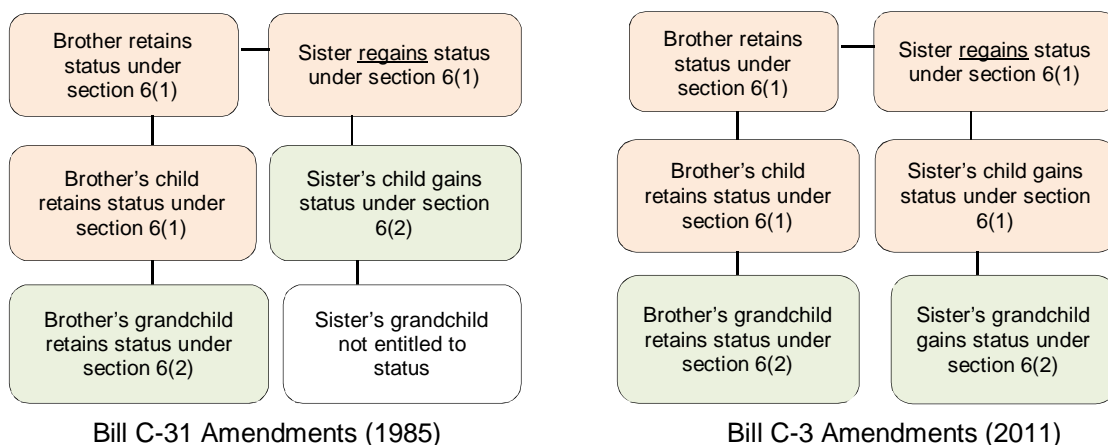 Brother retains
status under
section 6(1)
Sister regains status
under section 6(1)
Brother’s child
retains status under
section 6(1)
Sister’s child gains
status under section
6(2)
Brother’s grandchild
retains status under
section 6(2)
Sister’s grandchild
not entitled to
status
Bill C-31 Amendments (1985)
Brother retains
status under
section 6(1)
Sister regains status
under section 6(1)
Brother’s child
retains status under
section 6(1)
Sister’s child gains
status under section
6(1)
Brother’s grandchild
retains status under
section 6(2)
Sister’s grandchild
gains status under
section 6(2)
Bill C-3 Amendments (2011)